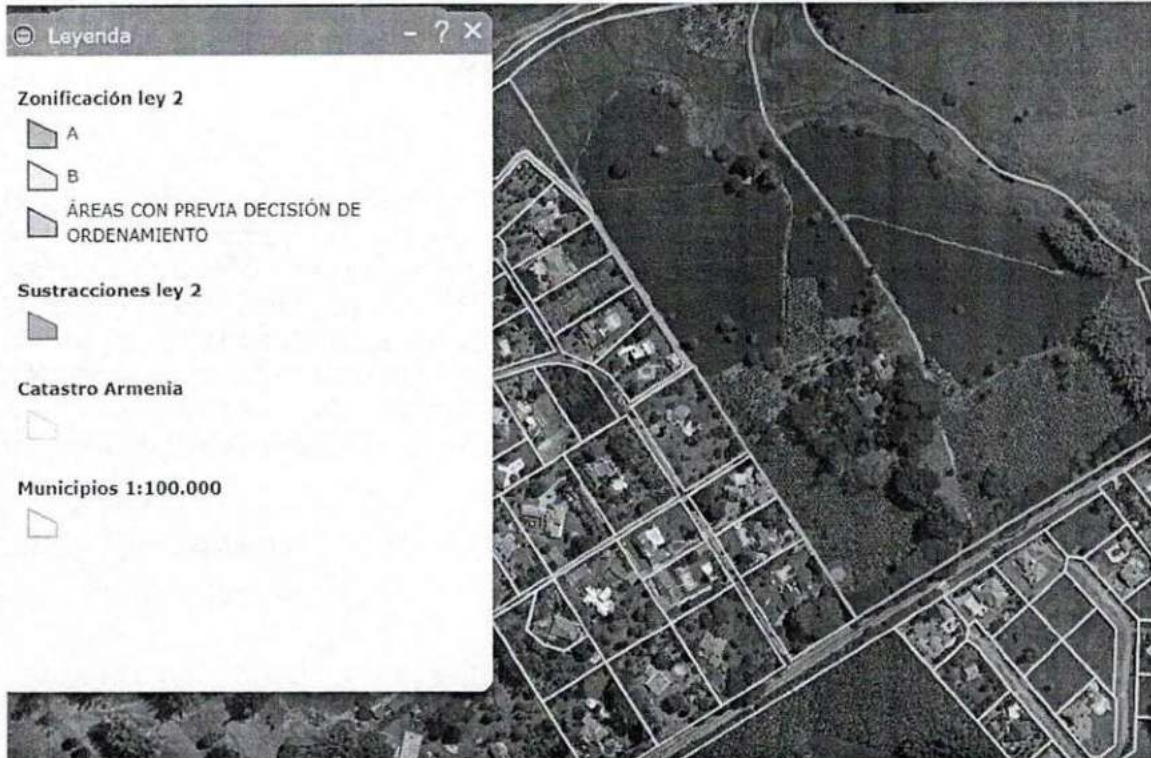 Leyenda – ? ✕
Zonificación ley 2
A
B
ÁREAS CON PREVIA DECISIÓN DE
ORDENAMIENTO
Sustracciones ley 2
Catastro Armenia
Municipios 1:100.000